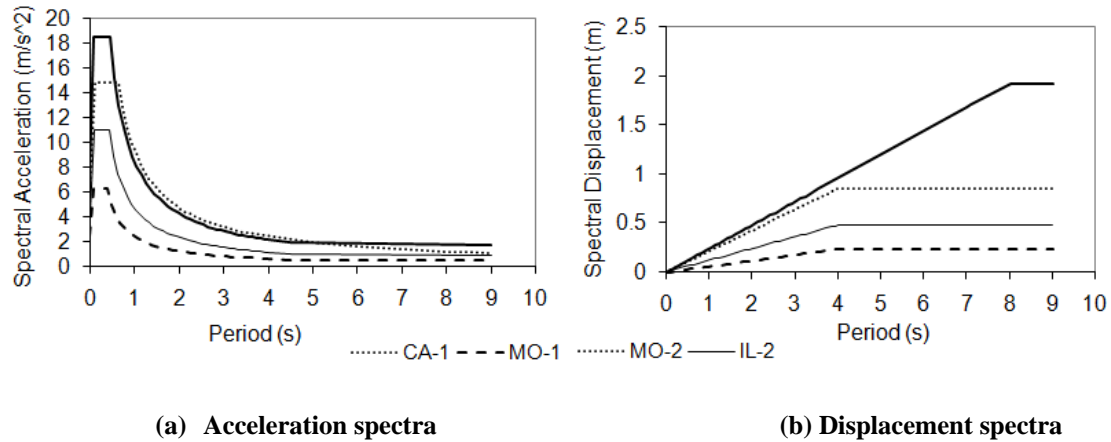 Spectral Acceleration (m/s^2)
20
18
16
14
12
10
8
6
4
2
0
0 1 2 3 4 5 6 7 8 9 10
Period (s)
Spectral Displacement (m)
2.5
2
1.5
1
0.5
0
0 1 2 3 4 5 6 7 8 9 10
Period (s)
CA-1 MO-1 MO-2 IL-2
(a) Acceleration spectra
(b) Displacement spectra